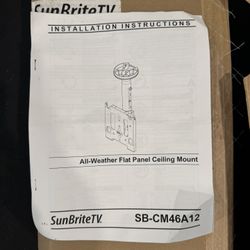 SunBriteTV
INSTALLATION INSTRUCTIONS
All-Weather Flat Panel Ceiling Mount
SunBriteTV.
SB-CM46A12